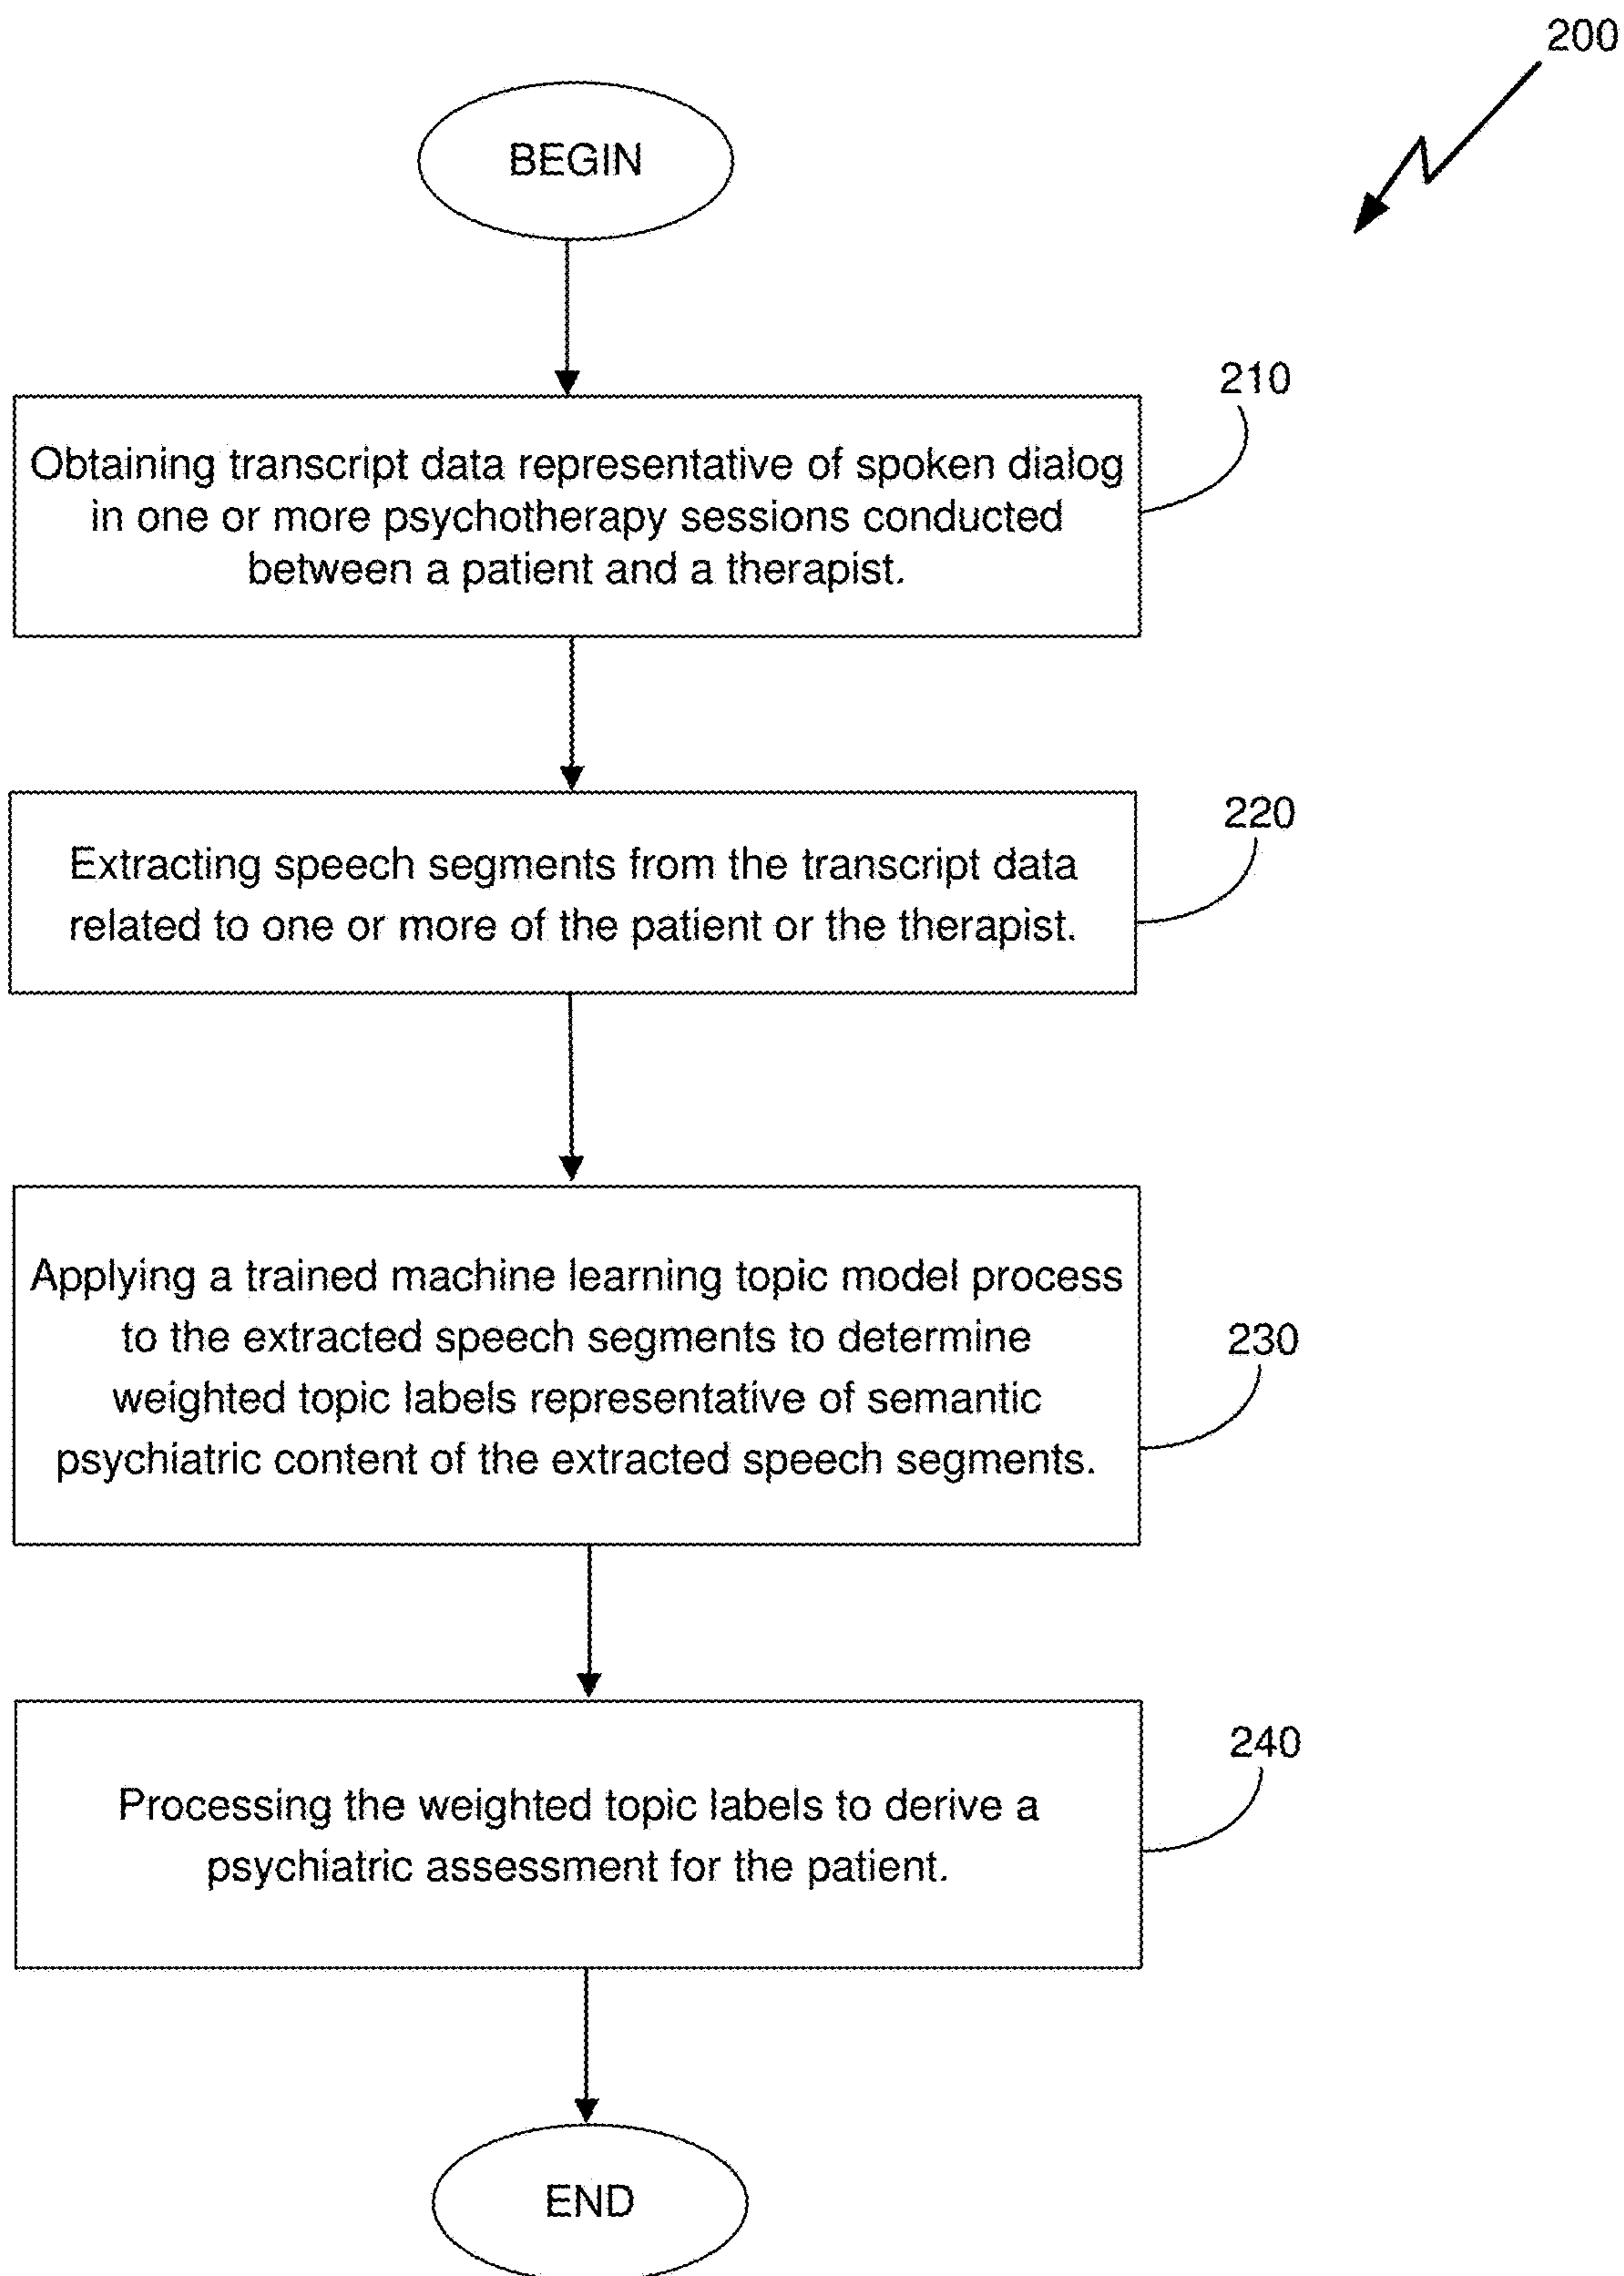 200
BEGIN
210
Obtaining transcript data representative of spoken dialog
in one or more psychotherapy sessions conducted
between a patient and a therapist.
220
Extracting speech segments from the transcript data
related to one or more of the patient or the therapist.
Applying a trained machine learning topic model process
to the extracted speech segments to determine
230
weighted topic labels representative of semantic
psychiatric content of the extracted speech segments.
240
Processing the weighted topic labels to derive a
psychiatric assessment for the patient.
END